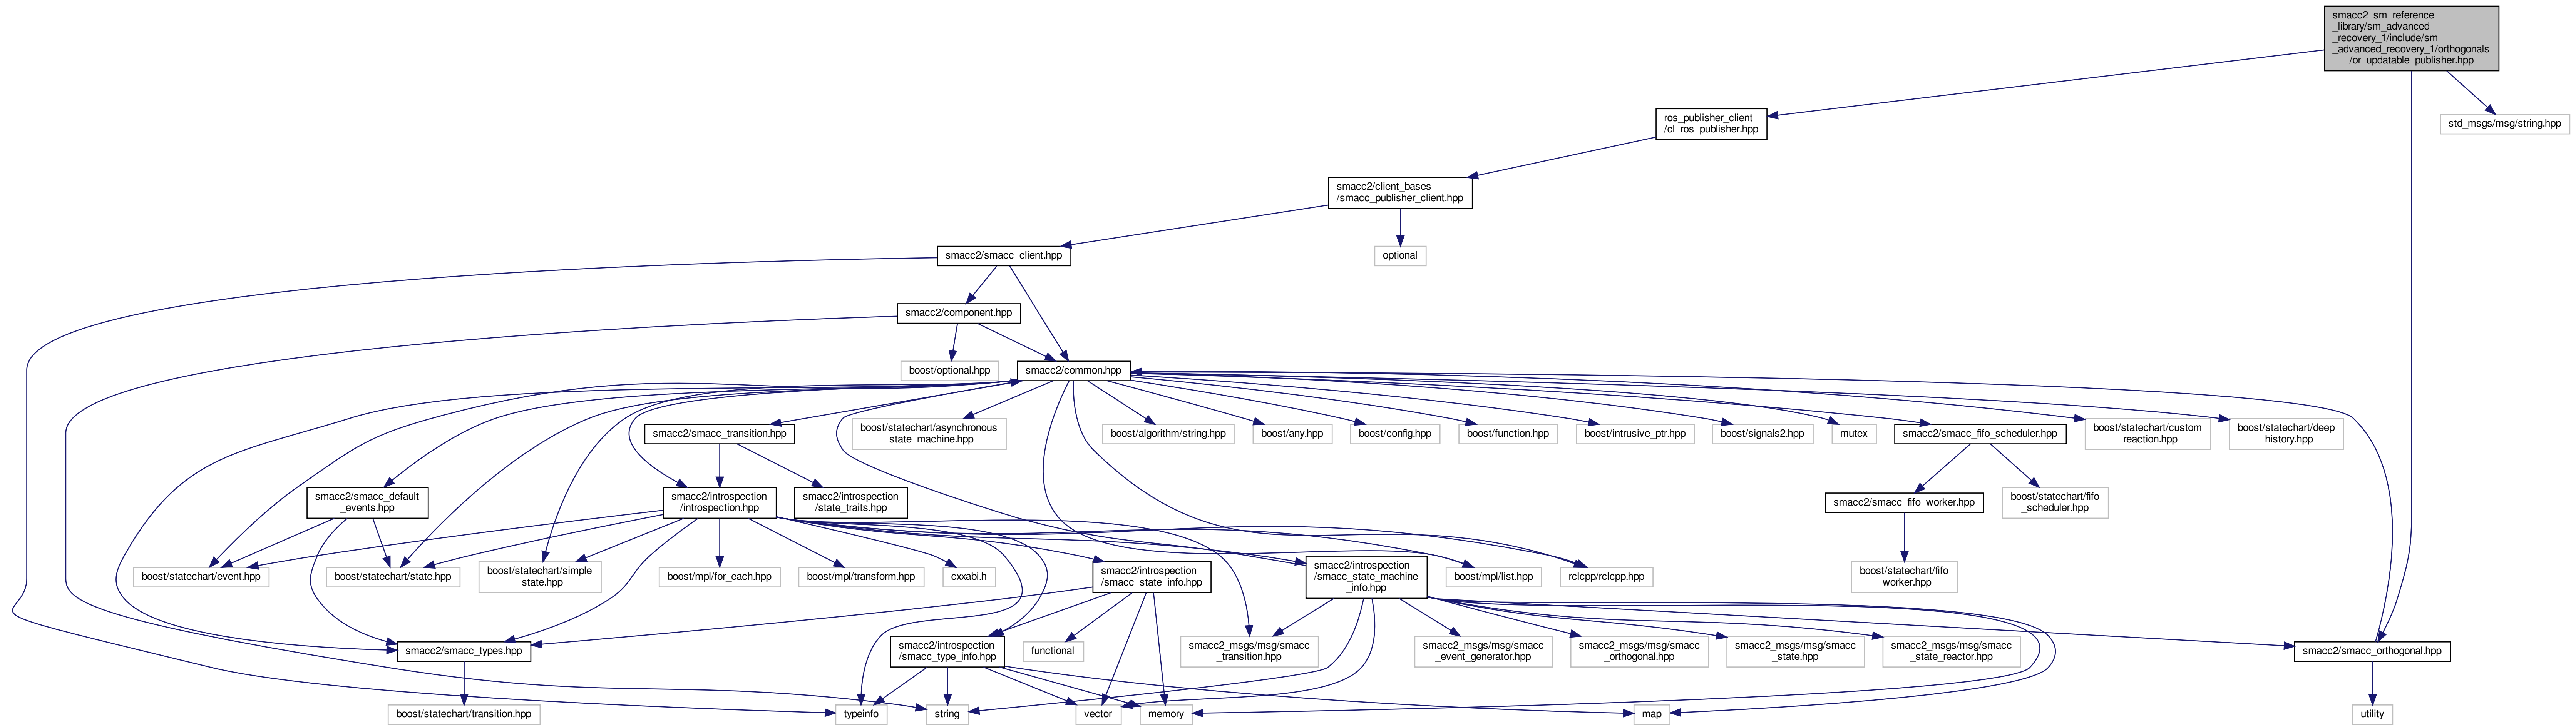 smacc2_sm_reference
_library/sm_advanced
_recovery_1/include/sm
_advanced_recovery_1/orthogonals
/or_updatable_publisher.hpp
ros_publisher_client
/cl_ros_publisher.hpp
std_msgs/msg/string.hpp
smacc2/client_bases
/smacc_publisher_client.hpp
smacc2/smacc_client.hpp
optional
smacc2/component.hpp
boost/optional.hpp
smacc2/common.hpp
smacc2/smacc_transition.hpp
boost/statechart/asynchronous
_state_machine.hpp
boost/algorithm/string.hpp
boost/any.hpp
boost/config.hpp
boost/function.hpp
boost/intrusive_ptr.hpp
boost/signals2.hpp
mutex
smacc2/smacc_fifo_scheduler.hpp
boost/statechart/custom
_reaction.hpp
boost/statechart/deep
_history.hpp
smacc2/smacc_default
_events.hpp
smacc2/introspection
/introspection.hpp
smacc2/introspection
/state_traits.hpp
smacc2/smacc_fifo_worker.hpp
boost/statechart/fifo
_scheduler.hpp
boost/statechart/event.hpp
boost/statechart/state.hpp
boost/statechart/simple
_state.hpp
boost/mpl/for_each.hpp
boost/mpl/transform.hpp
cxxabi.h
smacc2/introspection
/smacc_state_info.hpp
smacc2/introspection
/smacc_state_machine
_info.hpp
boost/mpl/list.hpp
rclcpp/rclcpp.hpp
boost/statechart/fifo
_worker.hpp
smacc2/smacc_types.hpp
smacc2/introspection
/smacc_type_info.hpp
functional
smacc2_msgs/msg/smacc
_transition.hpp
smacc2_msgs/msg/smacc
_event_generator.hpp
smacc2_msgs/msg/smacc
_orthogonal.hpp
smacc2_msgs/msg/smacc
_state.hpp
smacc2_msgs/msg/smacc
_state_reactor.hpp
smacc2/smacc_orthogonal.hpp
boost/statechart/transition.hpp
typeinfo
string
vector
memory
map
utility